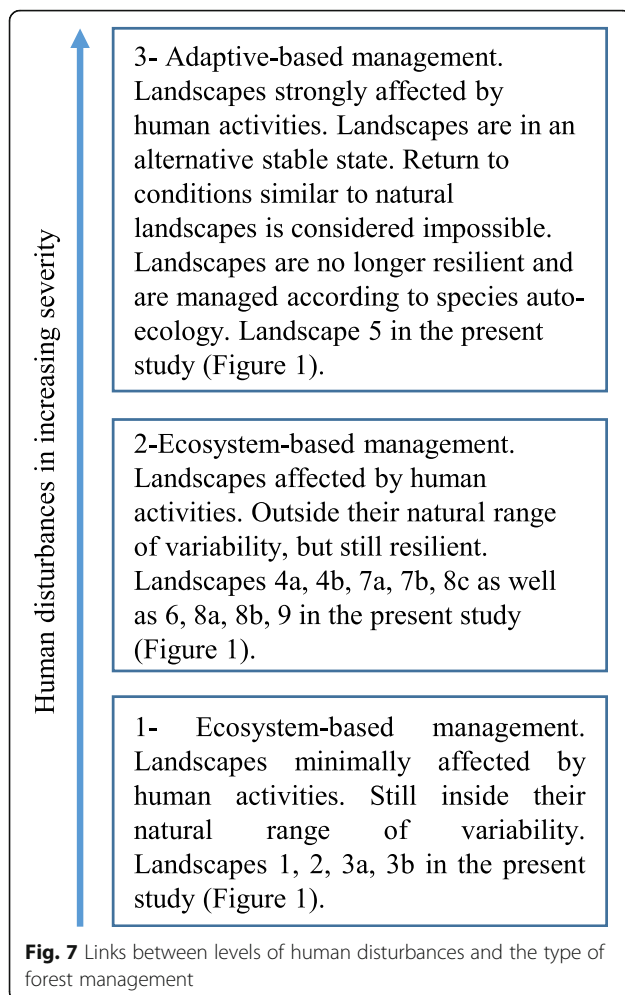 Human disturbances in increasing severity
3- Adaptive-based management.
Landscapes strongly affected by
human activities. Landscapes are in an
alternative stable state. Return to
conditions similar to natural
landscapes is considered impossible.
Landscapes are no longer resilient and
are managed according to species auto-
ecology. Landscape 5 in the present
study (Figure 1).
2-Ecosystem-based management.
Landscapes affected by human
activities. Outside their natural range
of variability, but still resilient.
Landscapes 4a, 4b, 7a, 7b, 8c as well
as 6, 8a, 8b, 9 in the present study
(Figure 1).
1- Ecosystem-based management.
Landscapes minimally affected by
human activities. Still inside their
natural range of variability.
Landscapes 1, 2, 3a, 3b in the present
study (Figure 1).
Fig. 7 Links between levels of human disturbances and the type of
forest management